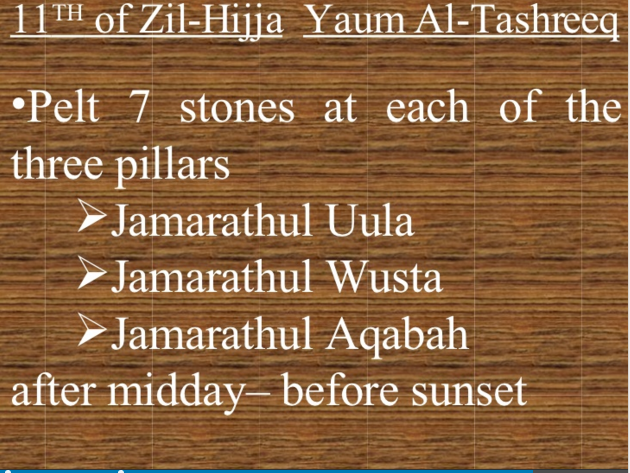 11TH of Zil-Hijja Yaum Al-Tashreeq
•Pelt 7 stones at each of the
three pillars
➢Jamarathul Uula
➢Jamarathul Wusta
➢Jamarathul Aqabah
after midday– before sunset